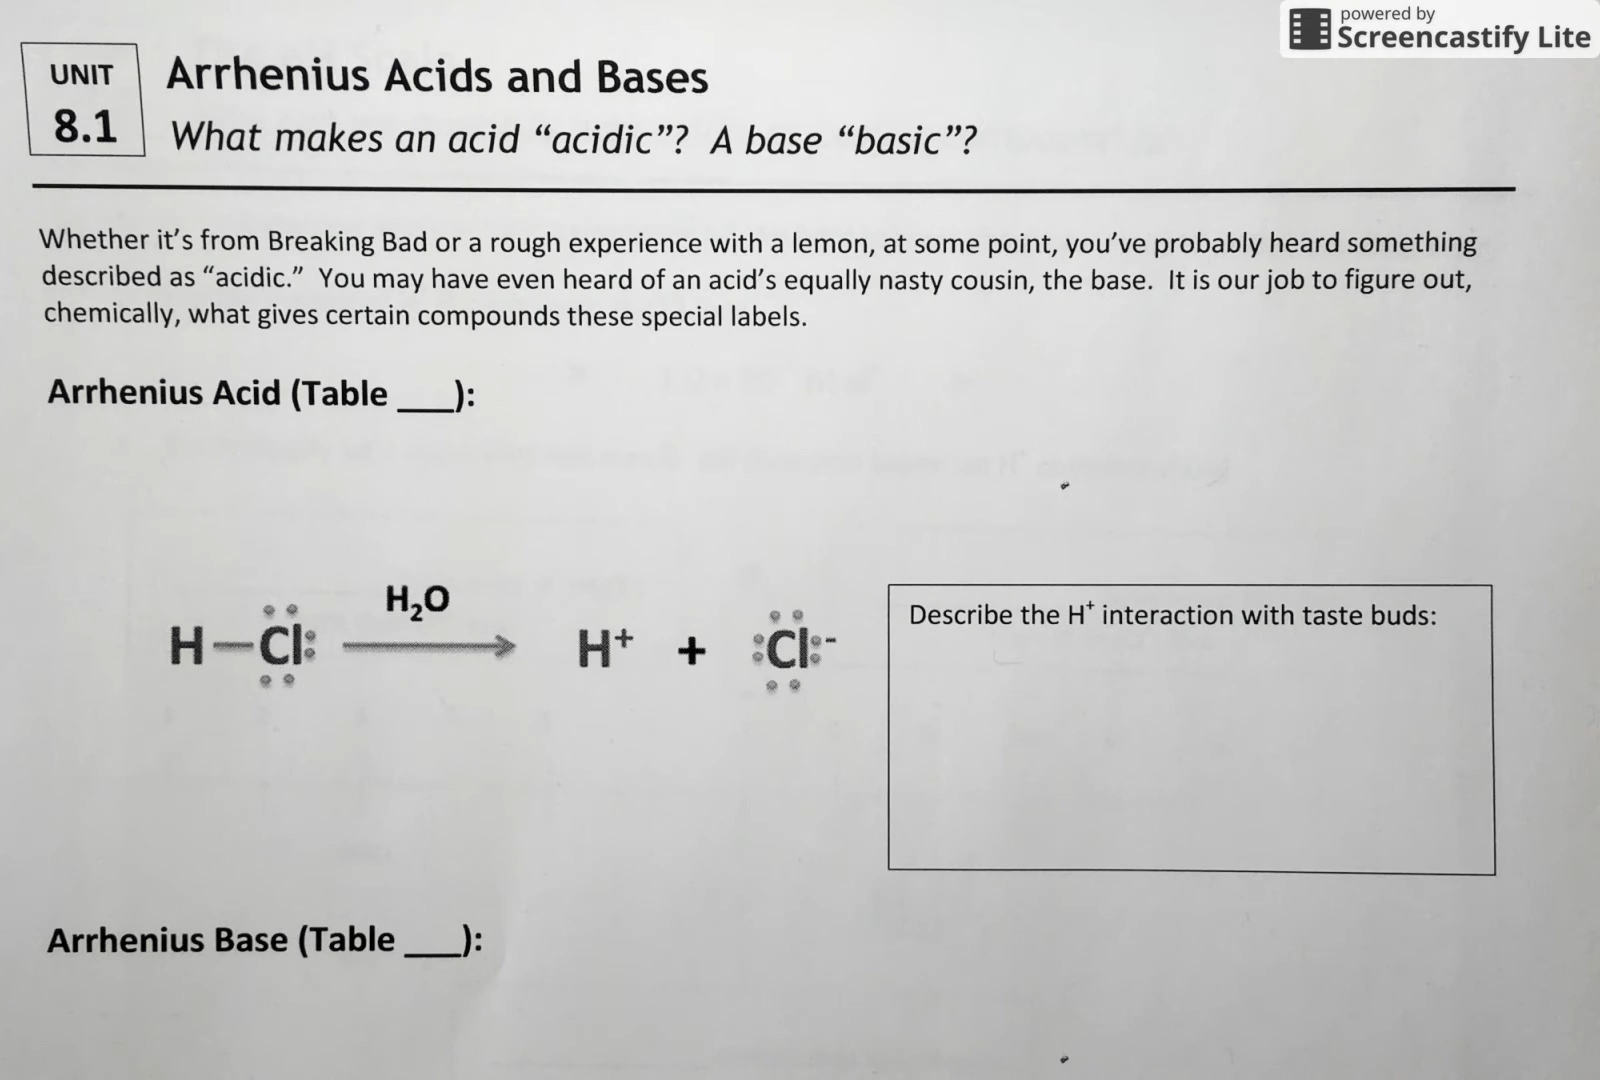 powered by
Screencastify Lite
UNIT
8.1
Arrhenius Acids and Bases
What makes an acid “acidic”? A base “basic”?
Whether it’s from Breaking Bad or a rough experience with a lemon, at some point, you’ve probably heard something
described as “acidic.” You may have even heard of an acid’s equally nasty cousin, the base. It is our job to figure out,
chemically, what gives certain compounds these special labels.
Arrhenius Acid (Table ___):
H₂O
H—Cl: → H⁺ + :Cl:⁻
Describe the H⁺ interaction with taste buds:
Arrhenius Base (Table ___):